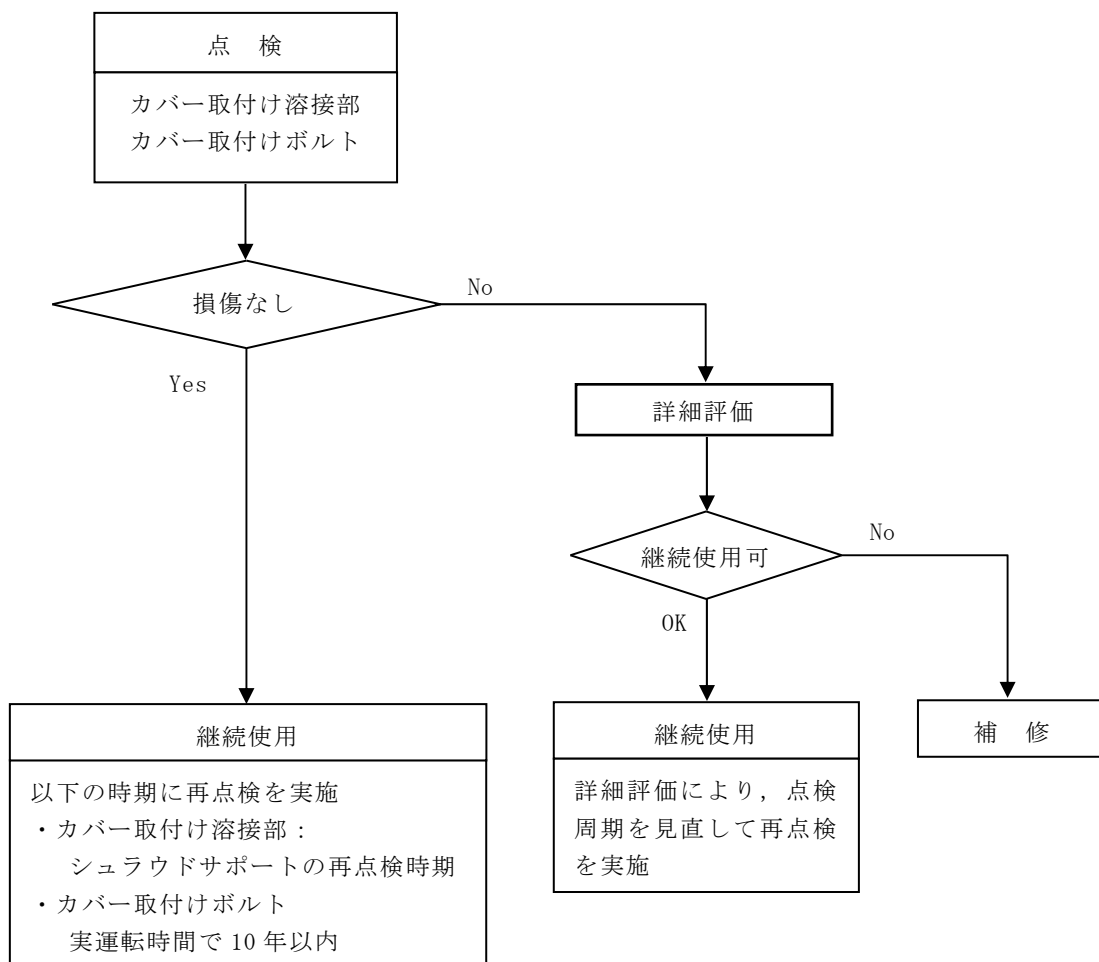 点　検
カバー取付け溶接部
カバー取付けボルト
損傷なし
No
Yes
詳細評価
継続使用可
No
OK
継続使用
以下の時期に再点検を実施
・カバー取付け溶接部：
シュラウドサポートの再点検時期
・カバー取付けボルト
実運転時間で 10 年以内
継続使用
詳細評価により，点検
周期を見直して再点検
を実施
補　修